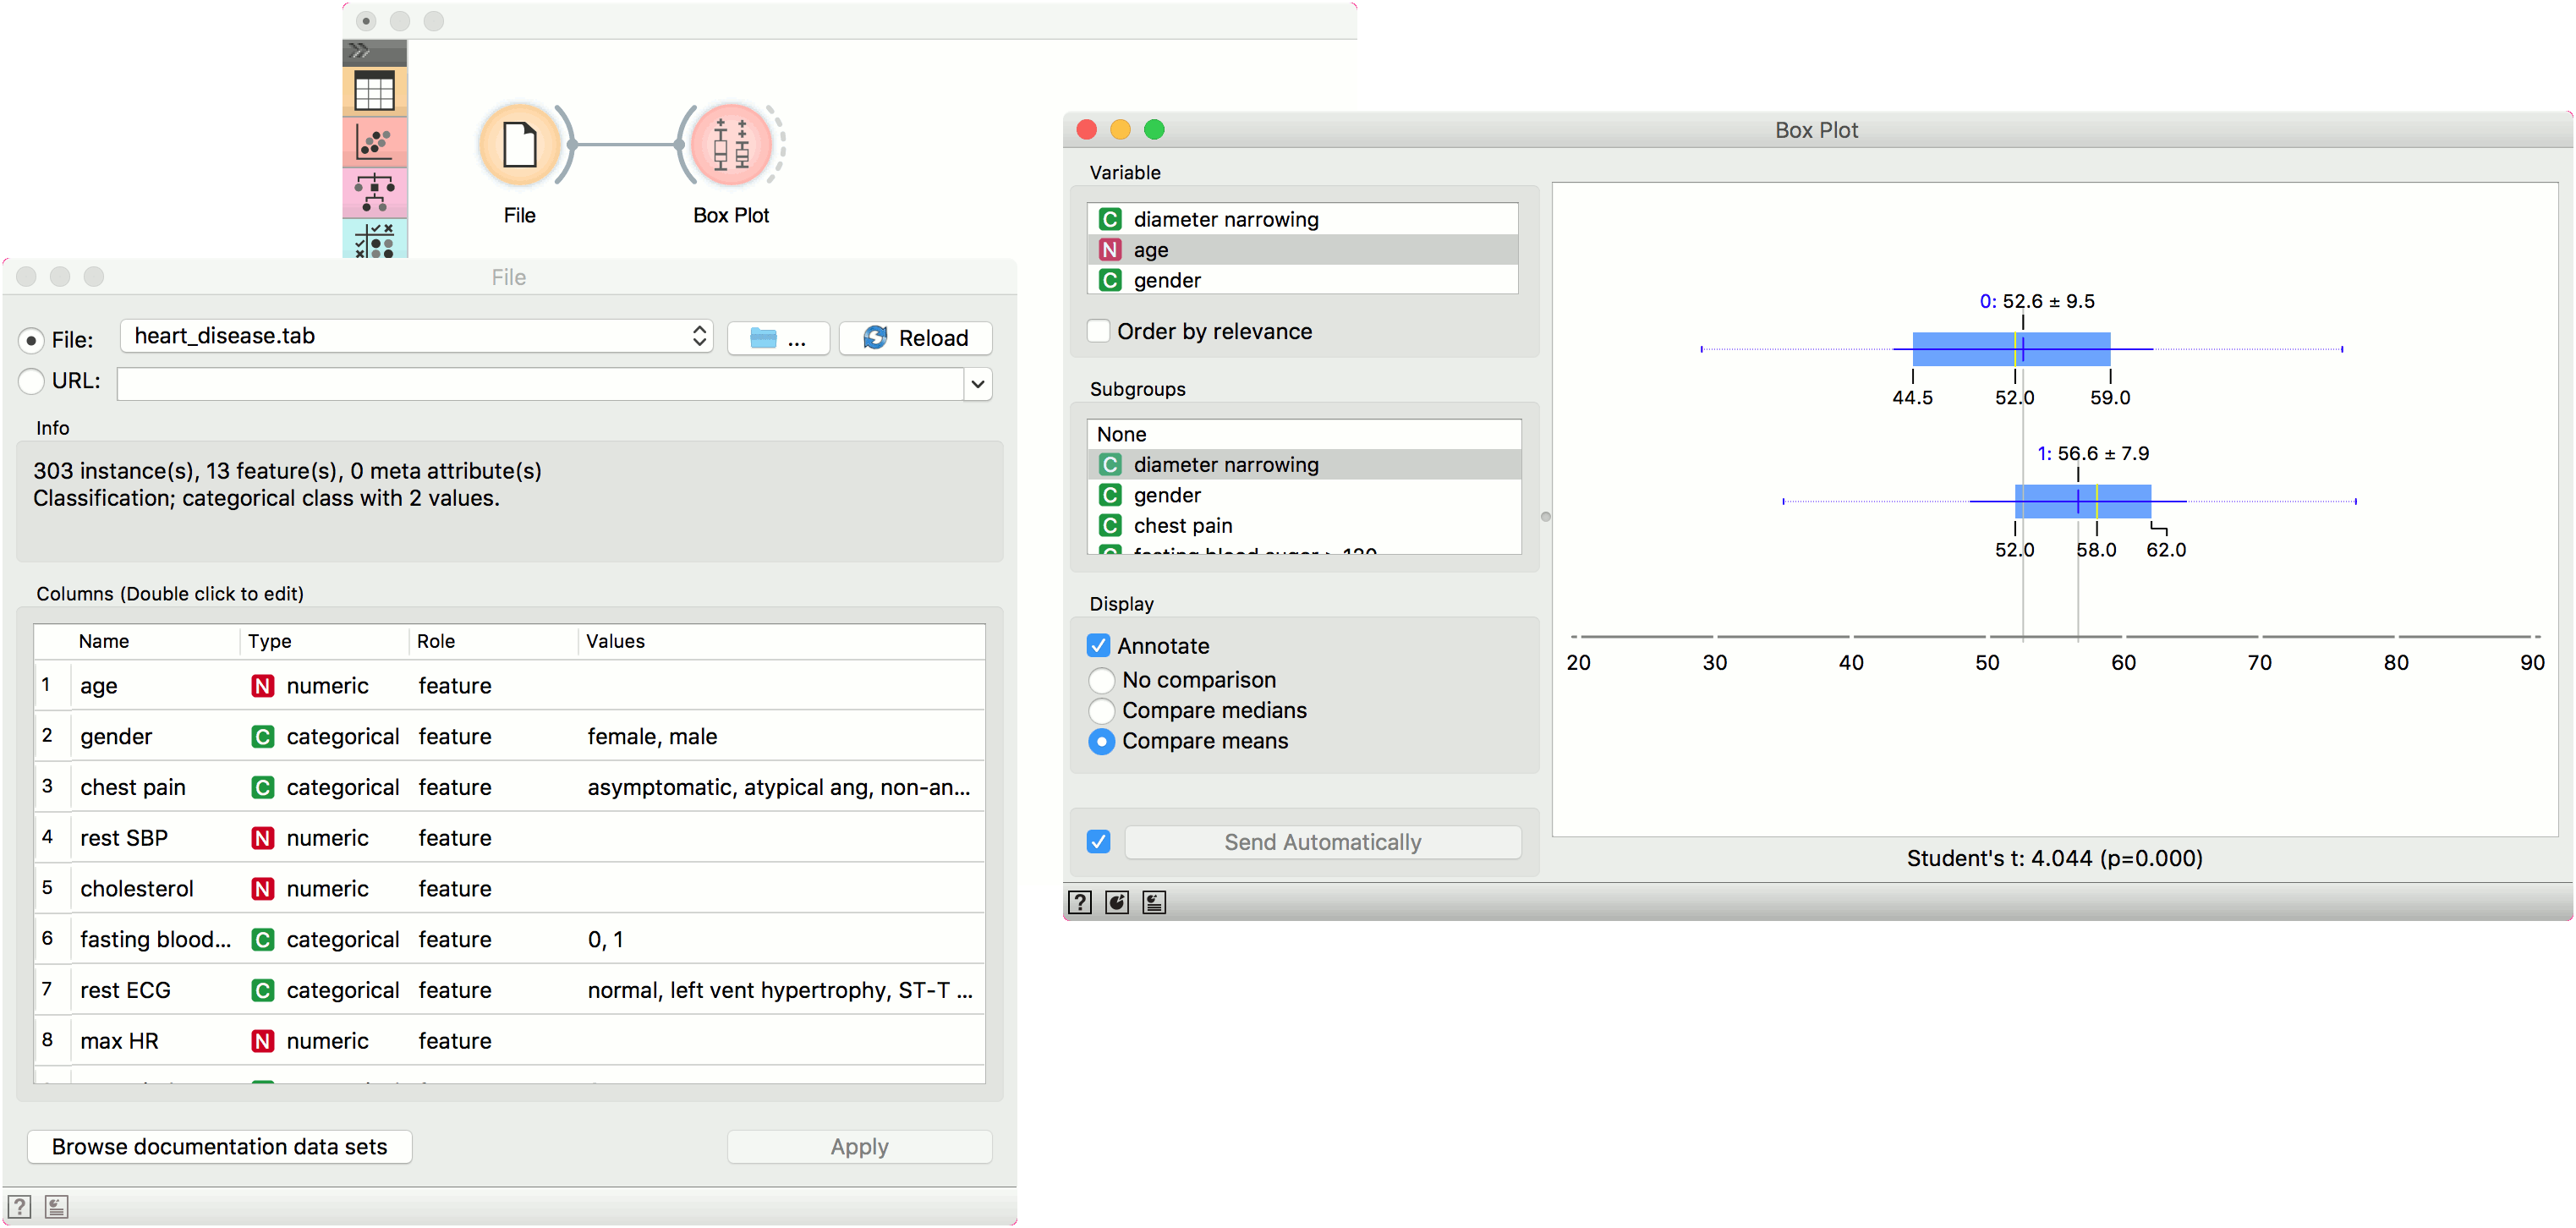 File
Box Plot
File
File:
heart_disease.tab
...
Reload
URL:
Info
303 instance(s), 13 feature(s), 0 meta attribute(s)
Classification; categorical class with 2 values.
Columns (Double click to edit)
Name Type Role Values
1 age N numeric feature
2 gender C categorical feature female, male
3 chest pain C categorical feature asymptomatic, atypical ang, non-an...
4 rest SBP N numeric feature
5 cholesterol N numeric feature
6 fasting blood... C categorical feature 0, 1
7 rest ECG C categorical feature normal, left vent hypertrophy, ST-T ...
8 max HR N numeric feature
Browse documentation data sets
Apply
?
Box Plot
Variable
C diameter narrowing
N age
C gender
Order by relevance
Subgroups
None
C diameter narrowing
C gender
C chest pain
C fasting blood sugar > 120
Display
Annotate
No comparison
Compare medians
Compare means
Send Automatically
?
0: 52.6 ± 9.5
44.5 52.0 59.0
1: 56.6 ± 7.9
52.0 58.0 62.0
20 30 40 50 60 70 80 90
Student's t: 4.044 (p=0.000)